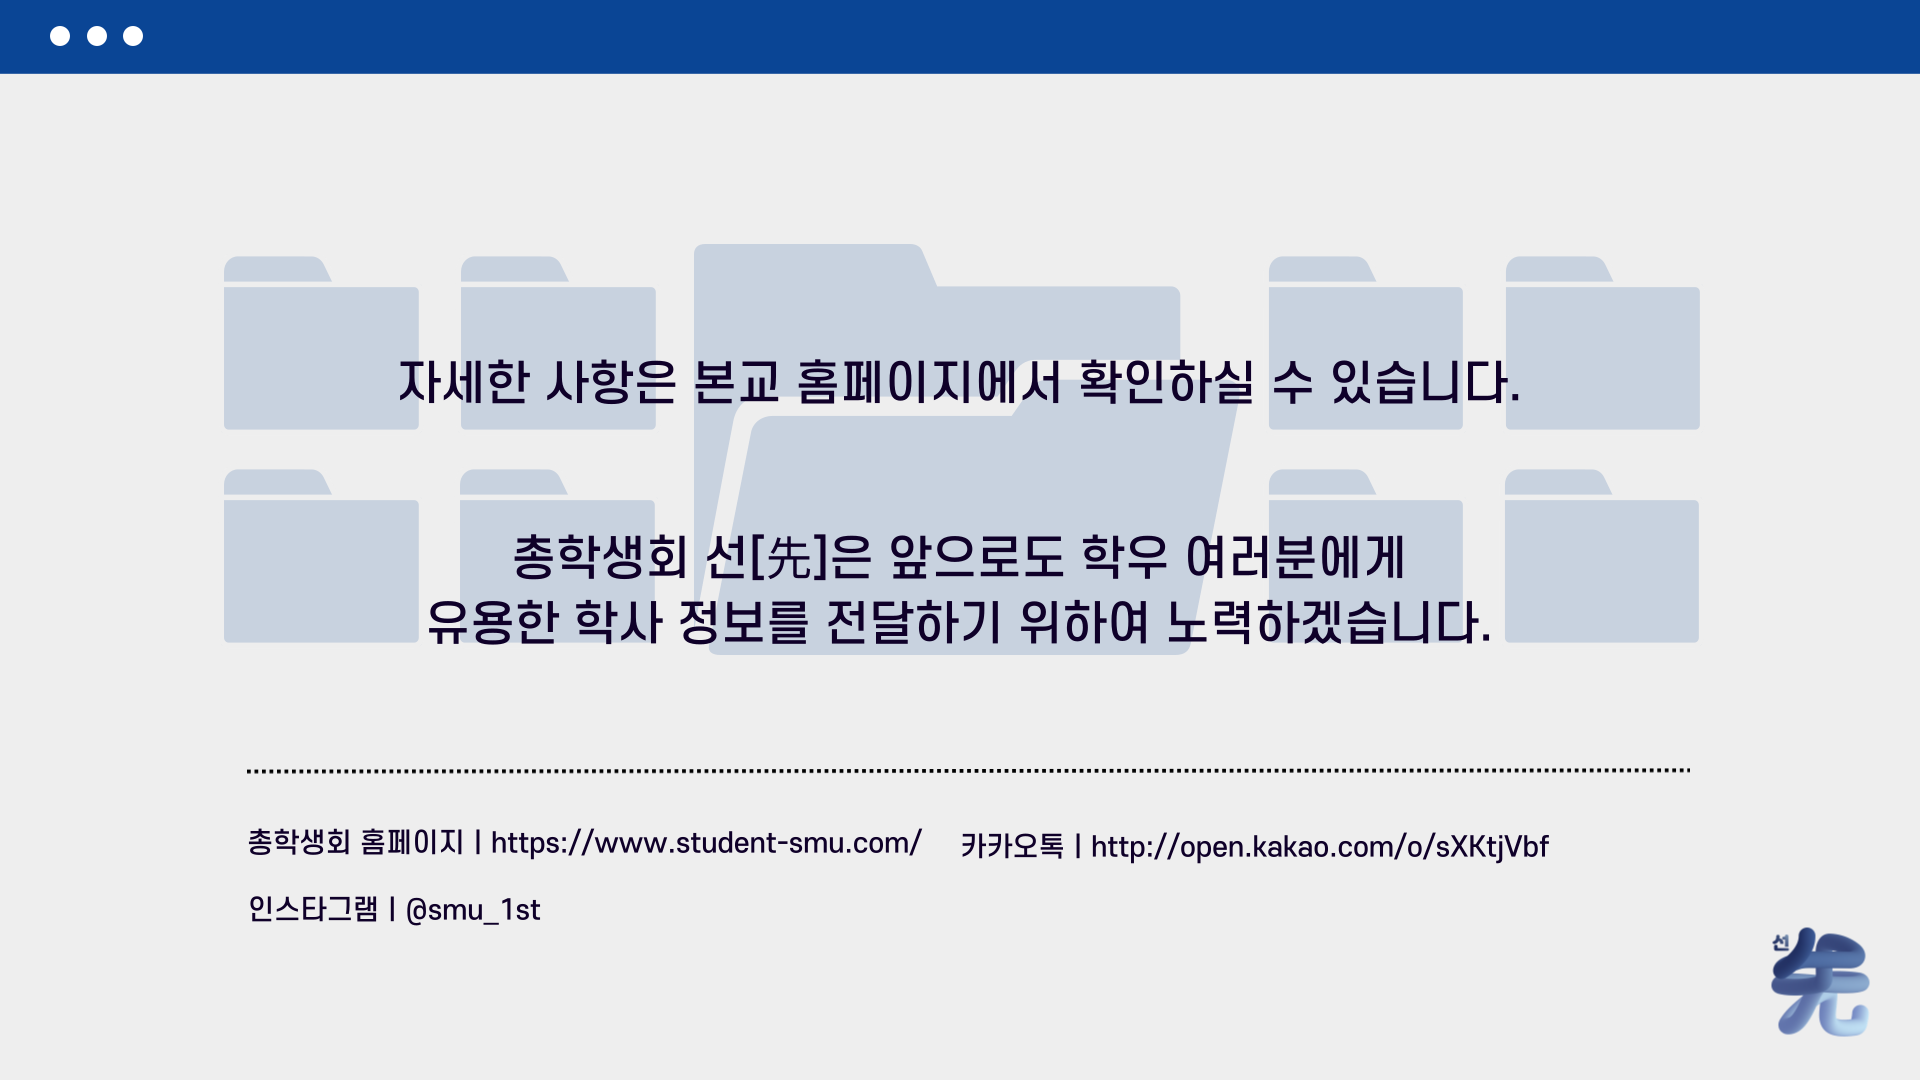 자세한 사항은 본교 홈페이지에서 확인하실 수 있습니다.
총학생회 선[先]은 앞으로도 학우 여러분에게
유용한 학사 정보를 전달하기 위하여 노력하겠습니다.
총학생회 홈페이지 | https://www.student-smu.com/
카카오톡 | http://open.kakao.com/o/sXKtjVbf
인스타그램 | @smu_1st
선
先